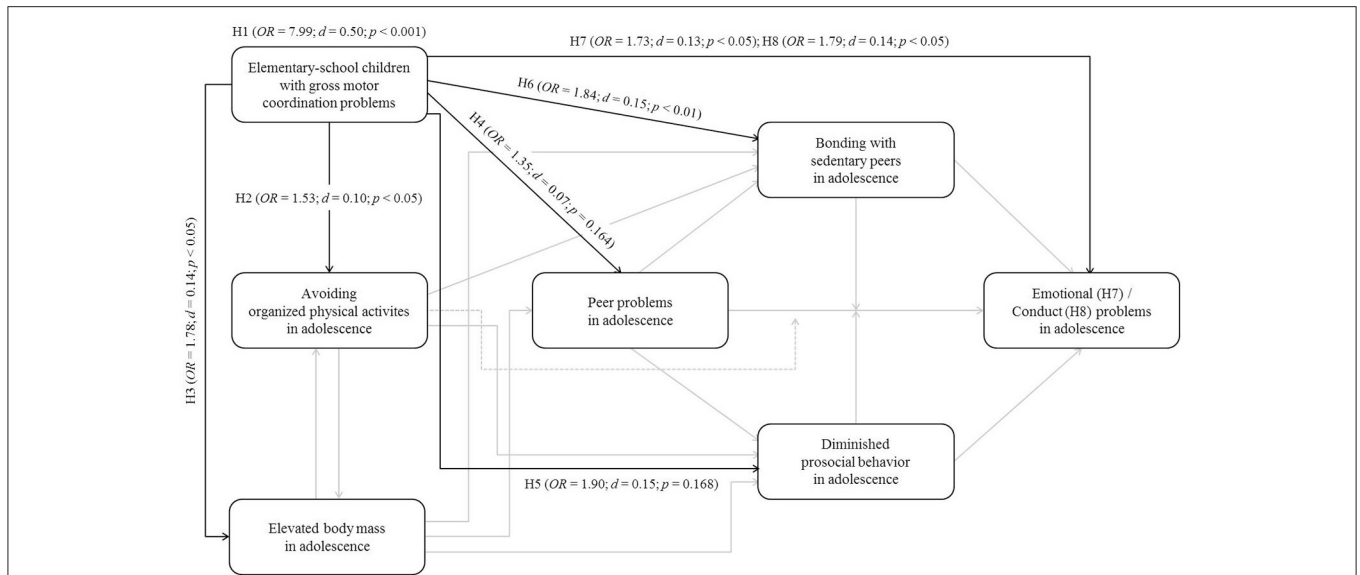 H1 (OR = 7.99; d = 0.50; p < 0.001)
H7 (OR = 1.73; d = 0.13; p < 0.05); H8 (OR = 1.79; d = 0.14; p < 0.05)
Elementary-school children
with gross motor
coordination problems
H6 (OR = 1.84; d = 0.15; p < 0.01)
H4 (OR = 1.35; d = 0.07; p = 0.164)
Bonding with
sedentary peers
in adolescence
H2 (OR = 1.53; d = 0.10; p < 0.05)
H3 (OR = 1.78; d = 0.14; p < 0.05)
Avoiding
organized physical activites
in adolescence
Peer problems
in adolescence
Emotional (H7) /
Conduct (H8) problems
in adolescence
Diminished
prosocial behavior
in adolescence
H5 (OR = 1.90; d = 0.15; p = 0.168)
Elevated body mass
in adolescence